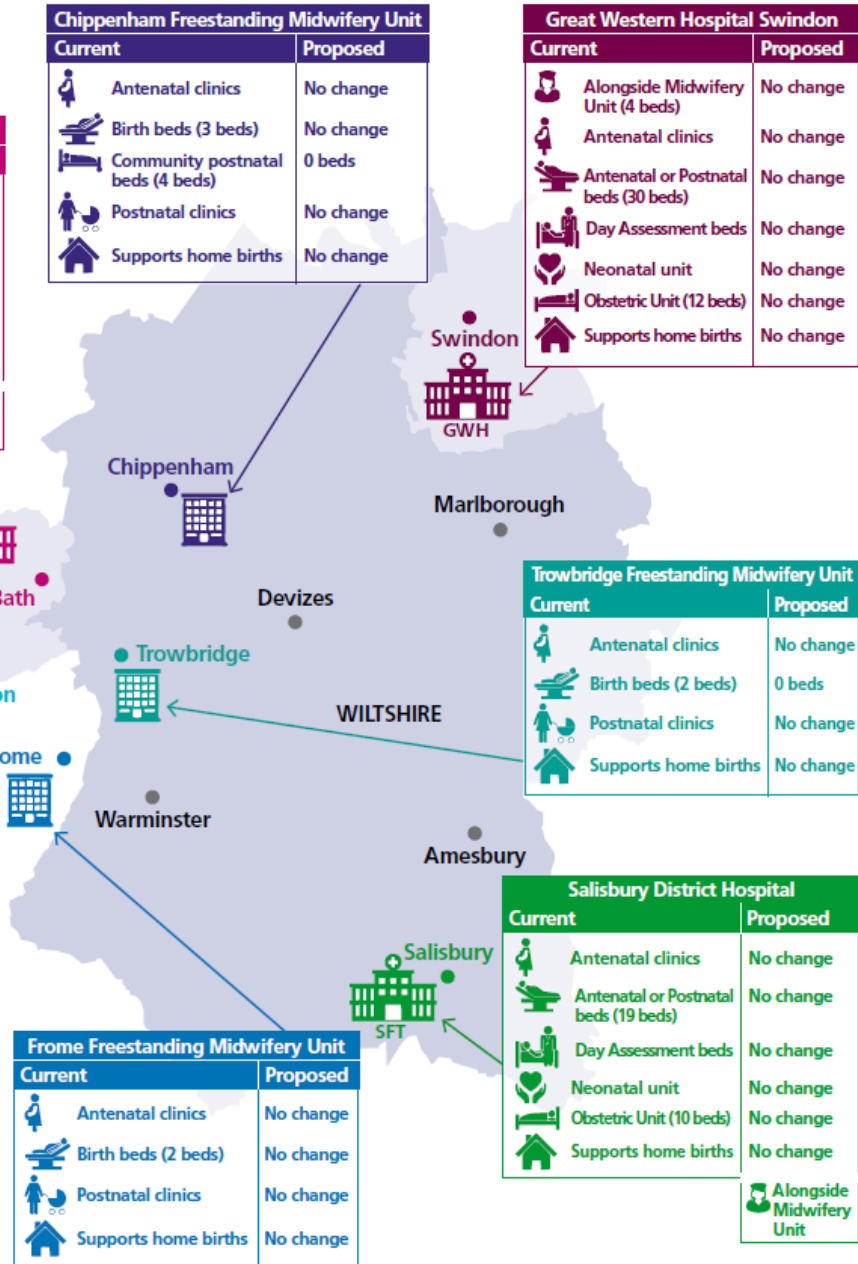 Chippenham Freestanding Midwifery Unit
Current Proposed
Antenatal clinics No change
Birth beds (3 beds) No change
Community postnatal 0 beds
beds (4 beds)
Postnatal clinics No change
Supports home births No change
Great Western Hospital Swindon
Current Proposed
Alongside Midwifery No change
Unit (4 beds)
Antenatal clinics No change
Antenatal or Postnatal No change
beds (30 beds)
Day Assessment beds No change
Neonatal unit No change
Obstetric Unit (12 beds) No change
Supports home births No change
Swindon
GWH
Chippenham
Marlborough
Bath
Devizes
Trowbridge
WILTSHIRE
Warminster
Amesbury
Trowbridge Freestanding Midwifery Unit
Current Proposed
Antenatal clinics No change
Birth beds (2 beds) 0 beds
Postnatal clinics No change
Supports home births No change
on
ome
Salisbury
SFT
Salisbury District Hospital
Current Proposed
Antenatal clinics No change
Antenatal or Postnatal No change
beds (19 beds)
Day Assessment beds No change
Neonatal unit No change
Obstetric Unit (10 beds) No change
Supports home births No change
Alongside
Midwifery
Unit
Frome Freestanding Midwifery Unit
Current Proposed
Antenatal clinics No change
Birth beds (2 beds) No change
Postnatal clinics No change
Supports home births No change